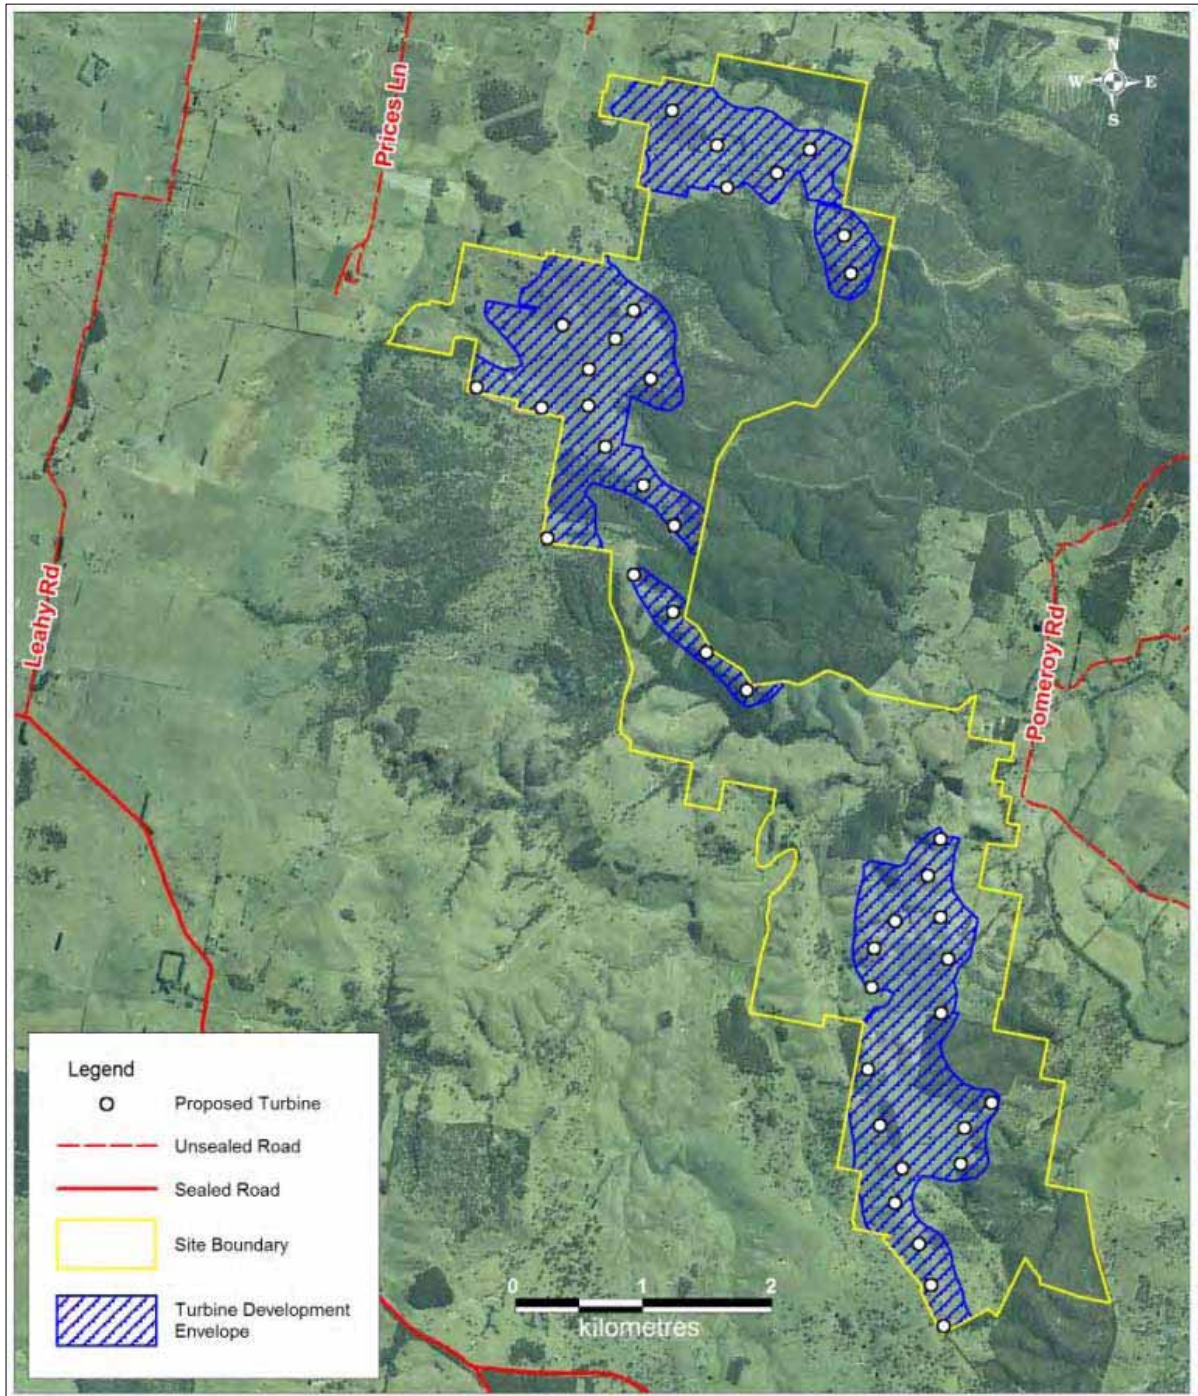 N
W E
S
Prices Ln
Leahy Rd
Pomeroy Rd
Legend
Proposed Turbine
Unsealed Road
Sealed Road
Site Boundary
Turbine Development
Envelope
0 1 2
kilometres